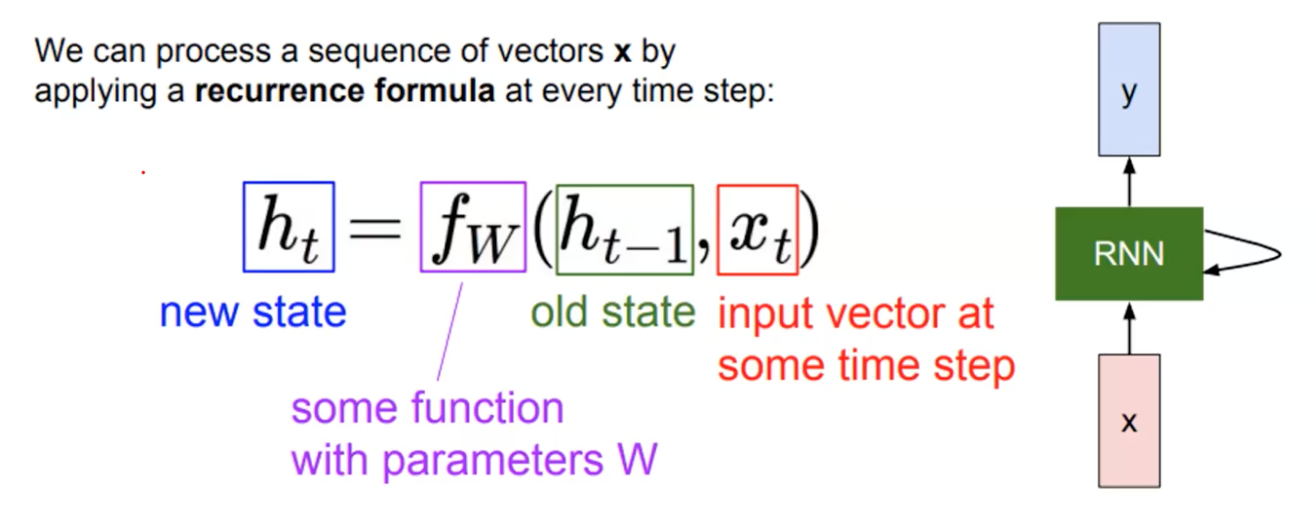 We can process a sequence of vectors x by
applying a recurrence formula at every time step:
h_t = f_W(h_{t-1}, x_t)
new state
old state
input vector at
some time step
some function
with parameters W
y
RNN
x